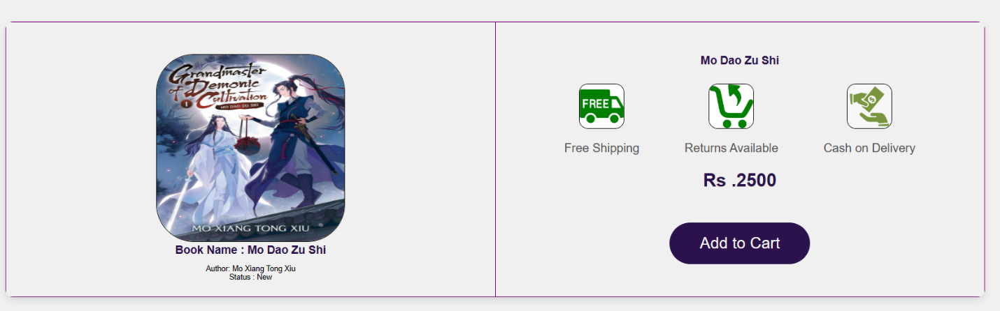 Grandmaster
of Demonic
Cultivation
1
MO DAO ZU SHI
MO XIANG TONG XIU
Book Name : Mo Dao Zu Shi
Author: Mo Xiang Tong Xiu
Status : New
Mo Dao Zu Shi
FREE
Free Shipping
Returns Available
Cash on Delivery
Rs .2500
Add to Cart